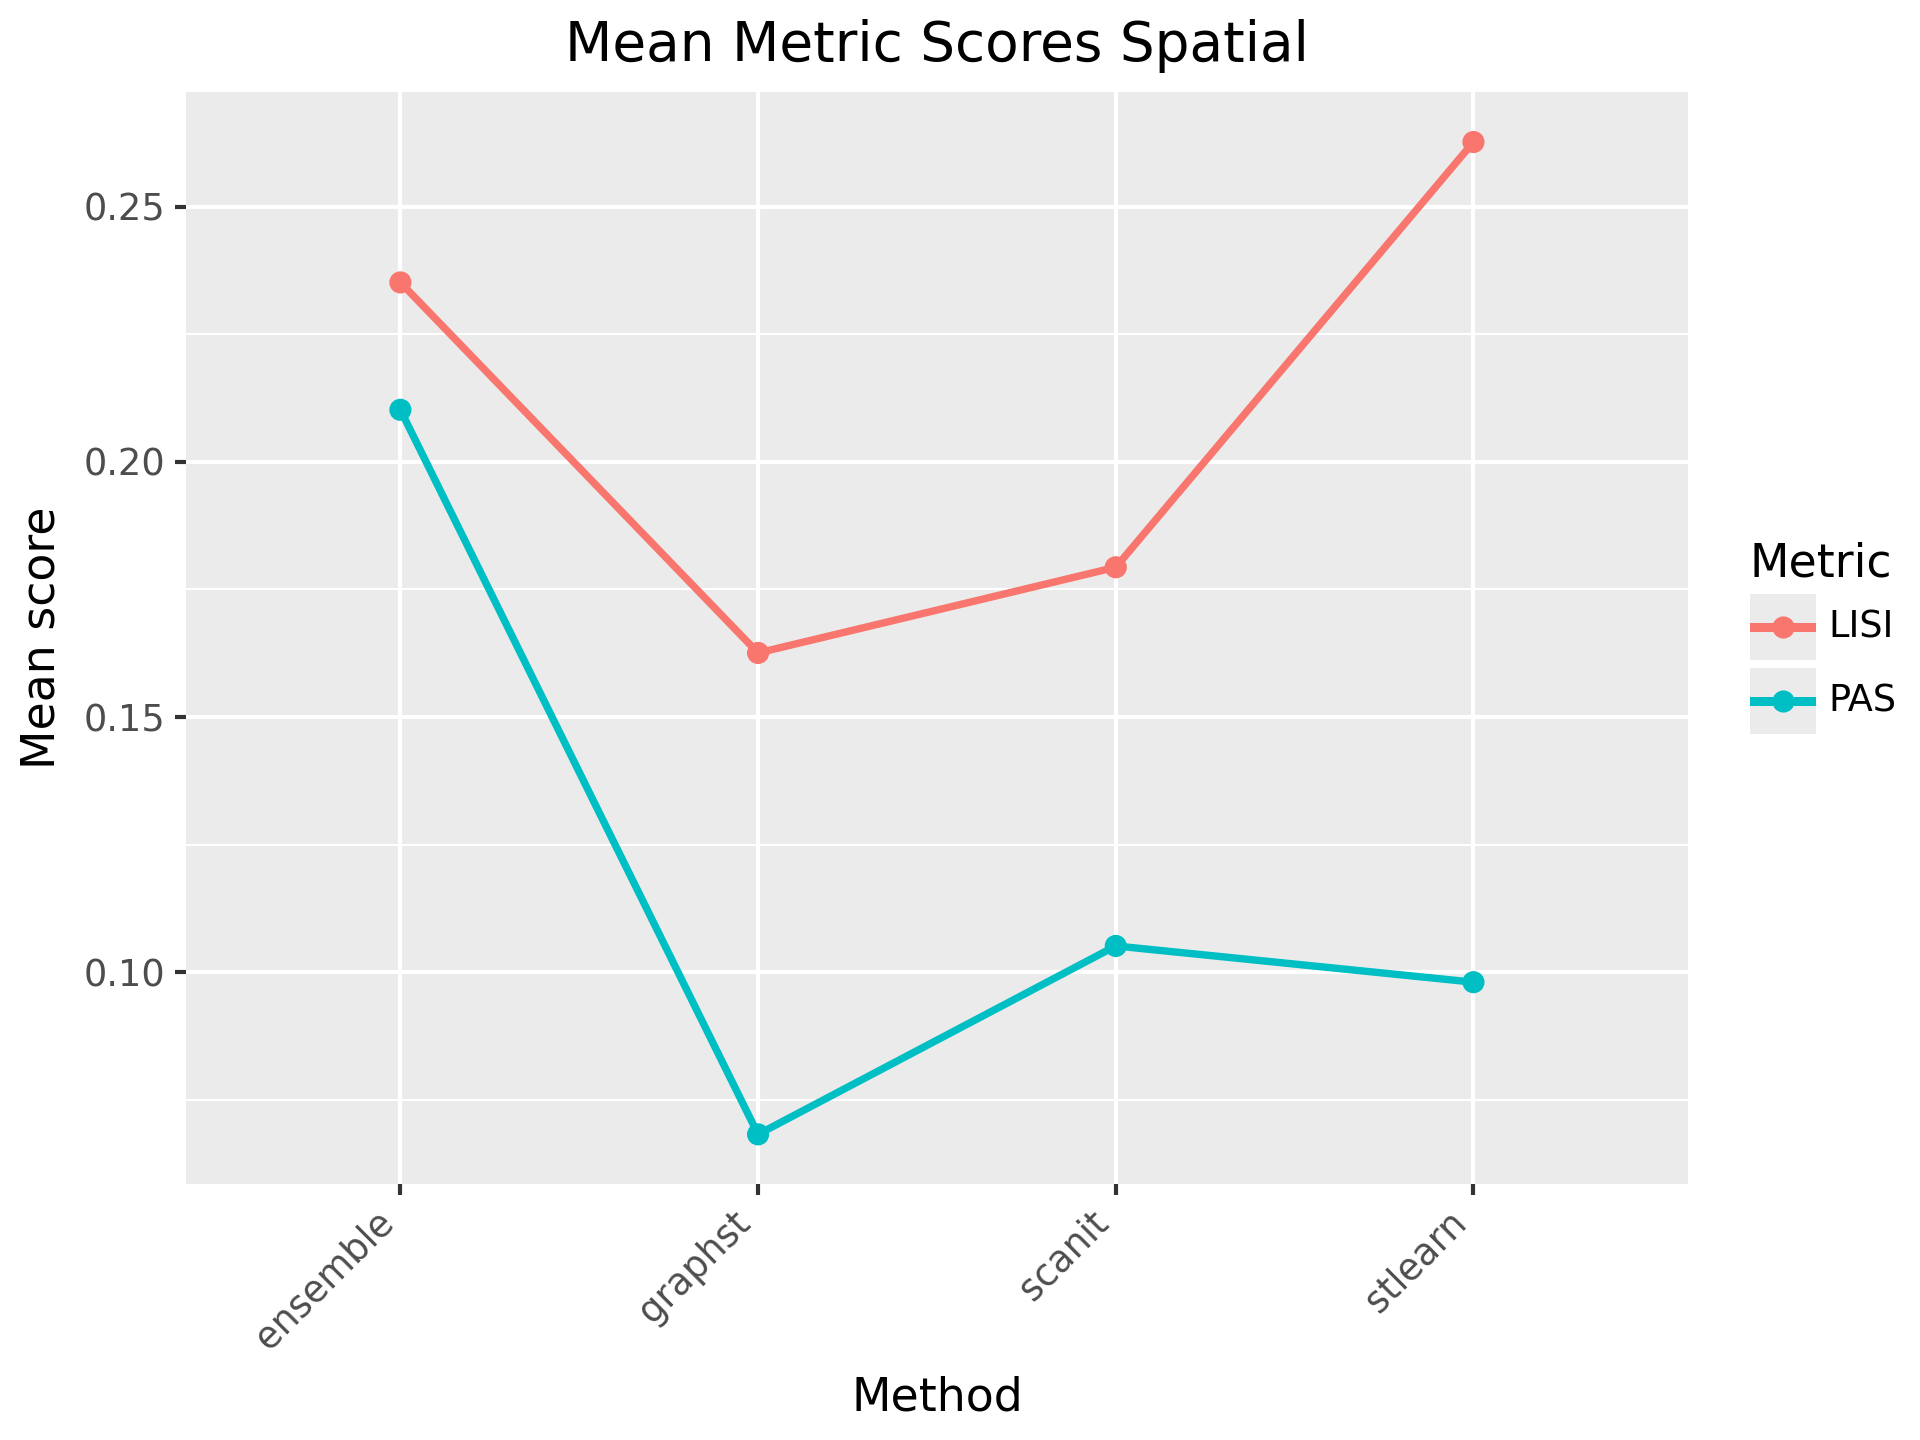 Mean Metric Scores Spatial
0.25
0.20
0.15
0.10
Mean score
ensemble
graphst
scanit
stlearn
Method
Metric
LISI
PAS